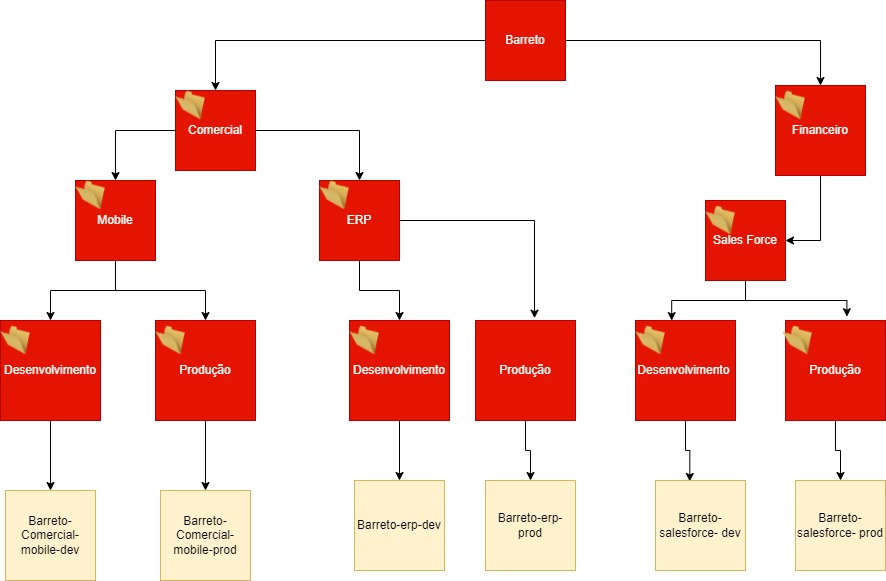 Barreto
Comercial
Financeiro
Mobile
ERP
Sales Force
Desenvolvimento
Produção
Desenvolvimento
Produção
Desenvolvimento
Produção
Barreto-
Comercial-
mobile-dev
Barreto-
Comercial-
mobile-prod
Barreto-erp-dev
Barreto-erp-
prod
Barreto-
salesforce- dev
Barreto-
salesforce- prod